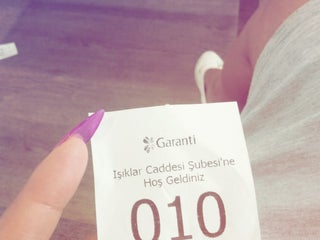 Garanti
Işıklar Caddesi Şubesi'ne
Hoş Geldiniz
010